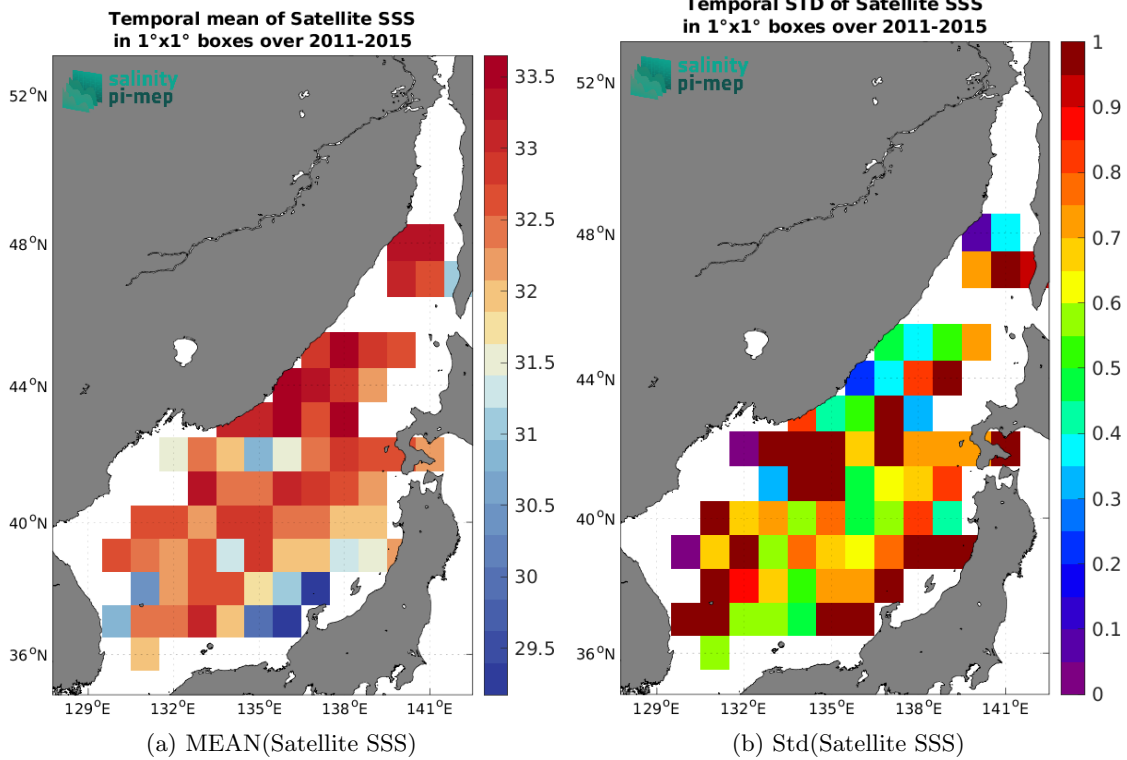 Temporal mean of Satellite SSS
in 1°x1° boxes over 2011-2015
salinity
pi-mep
52°N
48°N
44°N
40°N
36°N
129°E
132°E
135°E
138°E
141°E
33.5
33
32.5
32
31.5
31
30.5
30
29.5
(a) MEAN(Satellite SSS)
Temporal STD of Satellite SSS
in 1°x1° boxes over 2011-2015
salinity
pi-mep
52°N
48°N
44°N
40°N
36°N
129°E
132°E
135°E
138°E
141°E
1
0.9
0.8
0.7
0.6
0.5
0.4
0.3
0.2
0.1
0
(b) Std(Satellite SSS)